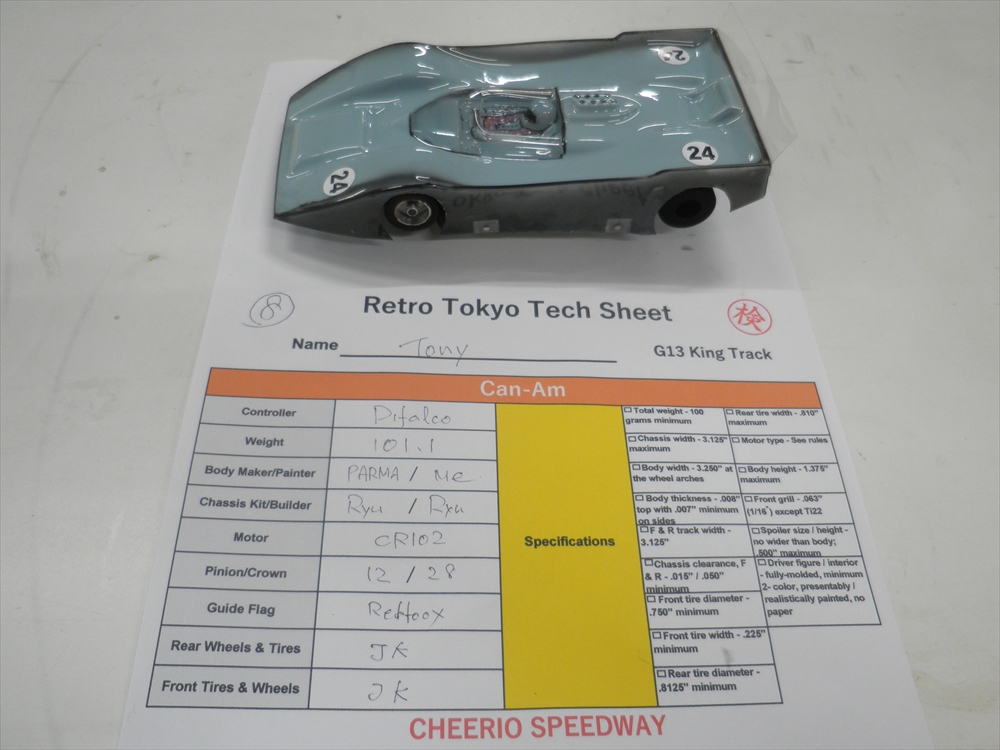 24
24
24
8
Retro Tokyo Tech Sheet
検
Name Tony
G13 King Track
Can-Am
Controller Difalco
Weight 101.1
Body Maker/Painter PARMA / Me
Chassis Kit/Builder Ryu / Ryu
Motor CR102
Pinion/Crown 12 / 28
Guide Flag Redfoox
Rear Wheels & Tires JK
Front Tires & Wheels JK
Specifications
Total weight - 100
grams minimum
Chassis width - 3.125"
maximum
Body width - 3.250" at
the wheel arches
Body thickness - .008"
top with .007" minimum
on sides
F & R track width -
3.125"
Chassis clearance, F
& R - .015" / .050"
minimum
Front tire diameter -
.750" minimum
Front tire width - .225"
minimum
Rear tire diameter -
.8125" minimum
Rear tire width - .810"
maximum
Motor type - See rules
Body height - 1.375"
maximum
Front grill - .063"
(1/16") except Ti22
Spoiler size / height -
no wider than body;
.500" maximum
Driver figure / interior
- fully-molded, minimum
2- color, presentably /
realistically painted, no
paper
CHEERIO SPEEDWAY